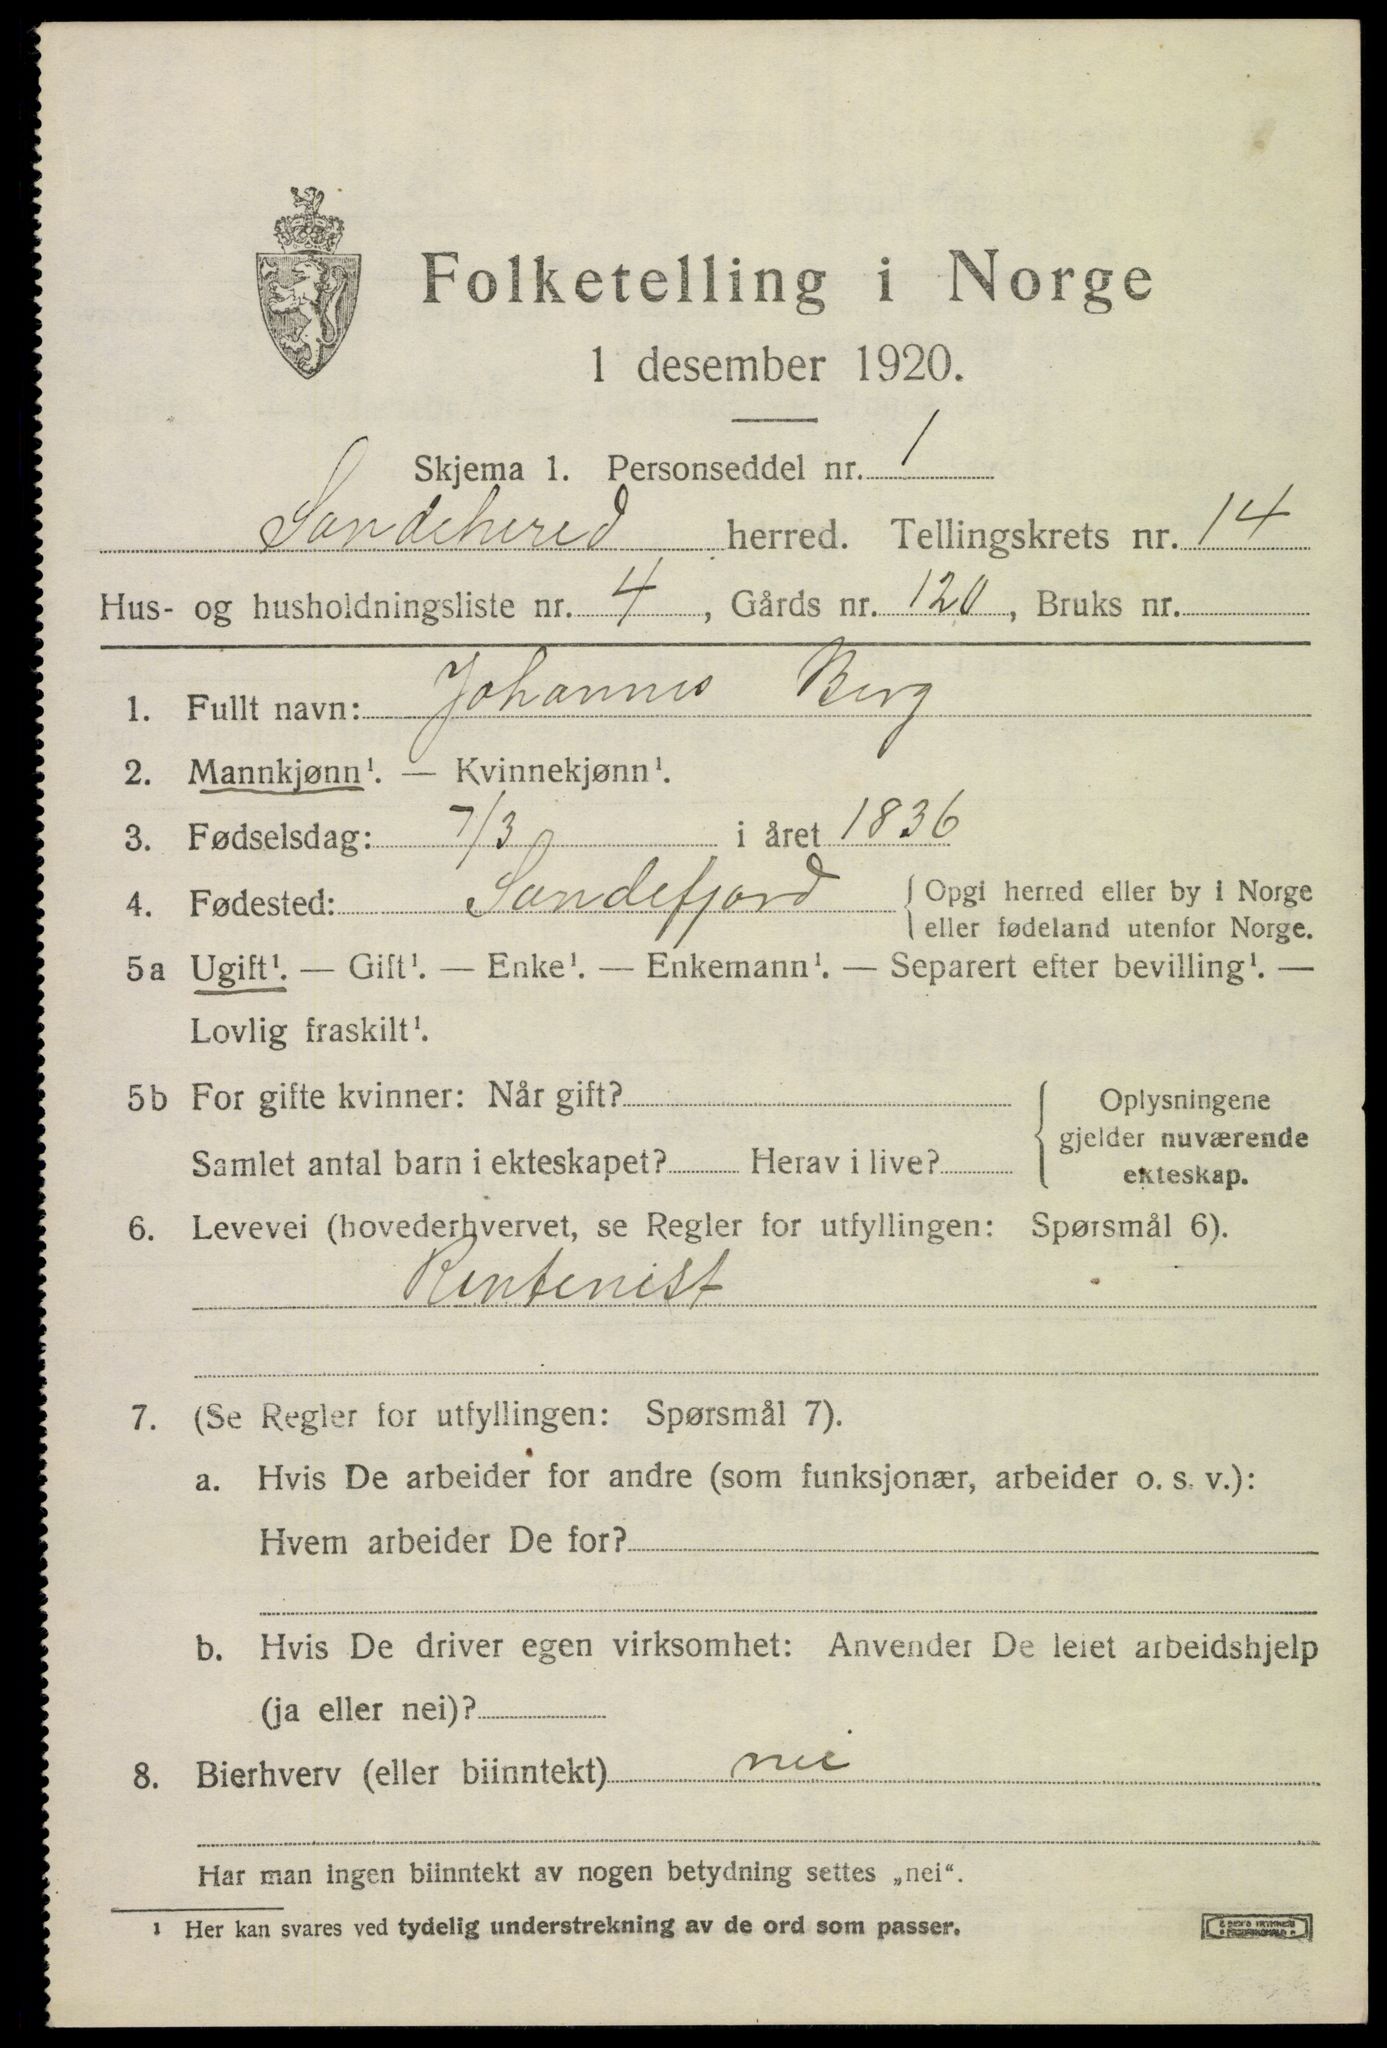 Folketelling i Norge
1 desember 1920.
Skjema 1. Personseddel nr. 1
Sandeherred herred. Tellingskrets nr. 14
Hus- og husholdningsliste nr. 4, Gårds nr. 120, Bruks nr.
1. Fullt navn: Johannes Berg
2. Mannkjønn¹. — Kvinnekjønn¹.
3. Fødselsdag: 7/3 i året 1836
4. Fødested: Sandefjord { Opgi herred eller by i Norge
eller fødeland utenfor Norge.
5a Ugift¹. — Gift¹. — Enke¹. — Enkemann¹. — Separert efter bevilling¹. —
Lovlig fraskilt¹.
5b For gifte kvinner: Når gift?
Samlet antal barn i ekteskapet? Herav i live?
Oplysningene
gjelder nuværende
ekteskap.
6. Levevei (hovederhvervet, se Regler for utfyllingen: Spørsmål 6).
Rentenist
7. (Se Regler for utfyllingen: Spørsmål 7).
a. Hvis De arbeider for andre (som funksjonær, arbeider o. s. v.):
Hvem arbeider De for?
b. Hvis De driver egen virksomhet: Anvender De leiet arbeidshjelp
(ja eller nei)?
8. Bierhverv (eller biinntekt) nei
Har man ingen biinntekt av nogen betydning settes „nei“.
¹ Her kan svares ved tydelig understrekning av de ord som passer.